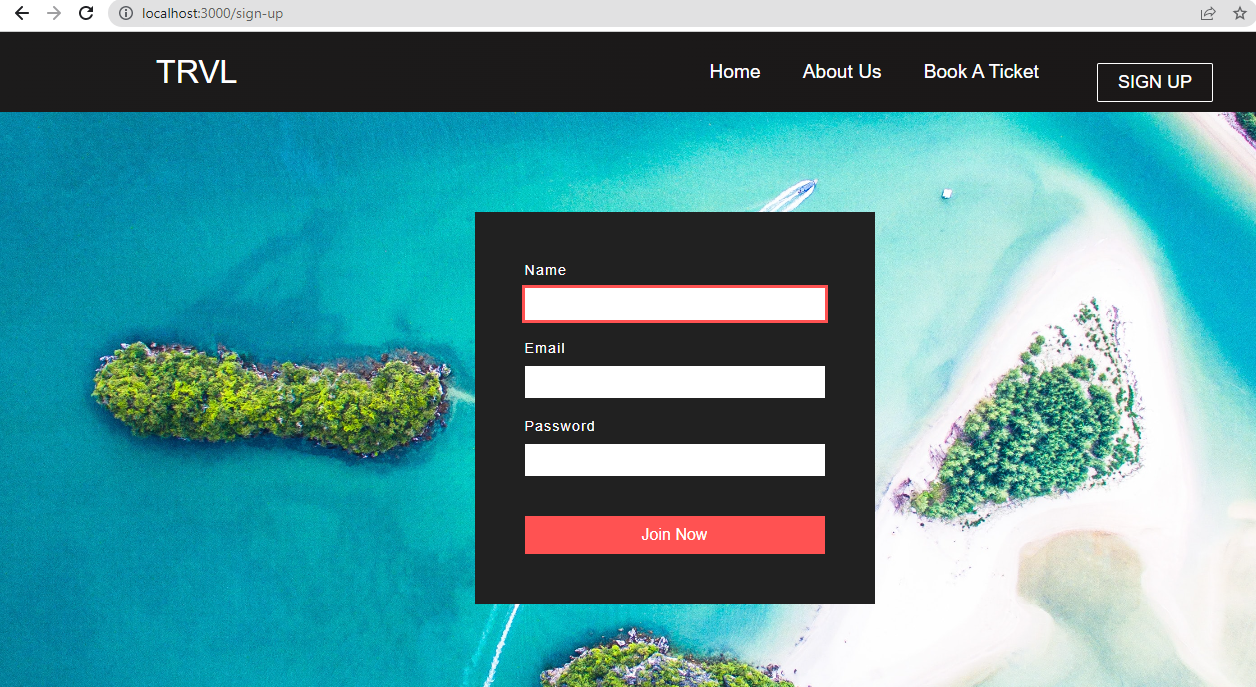 localhost:3000/sign-up
TRVL
Home
About Us
Book A Ticket
SIGN UP
Name
Email
Password
Join Now